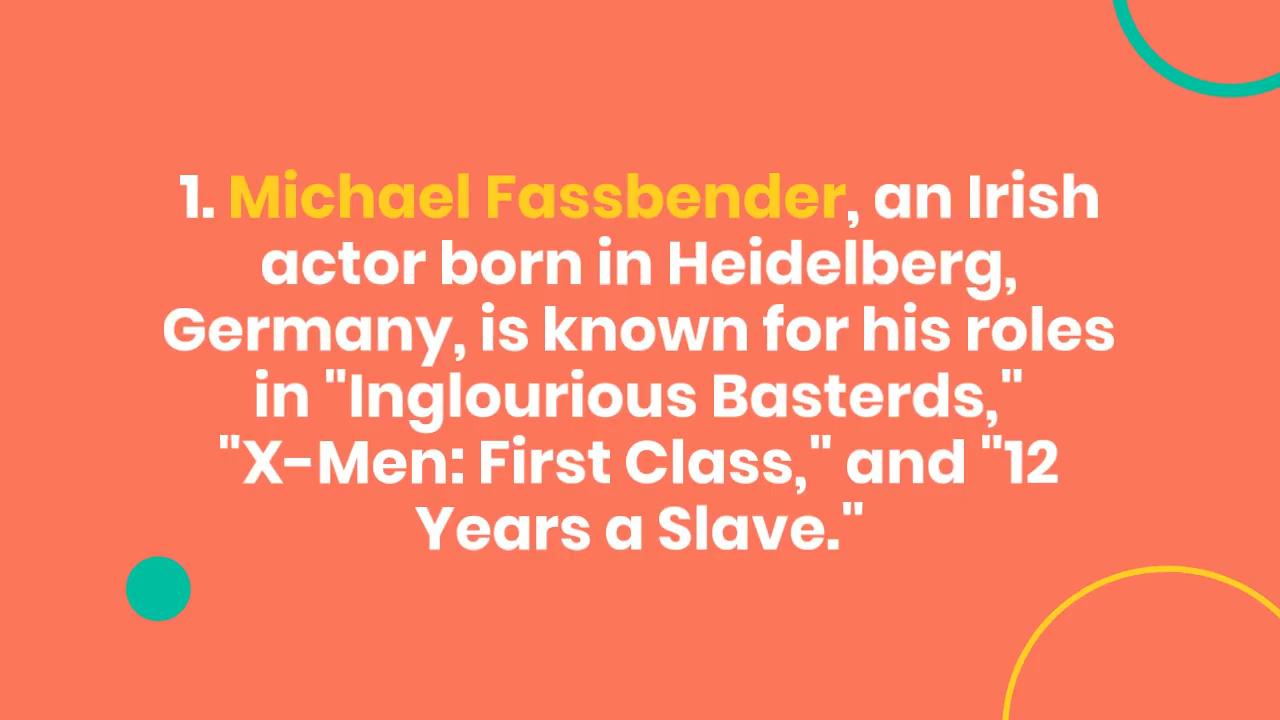 1. Michael Fassbender, an Irish
actor born in Heidelberg,
Germany, is known for his roles
in "Inglourious Basterds,"
"X-Men: First Class," and "12
Years a Slave."